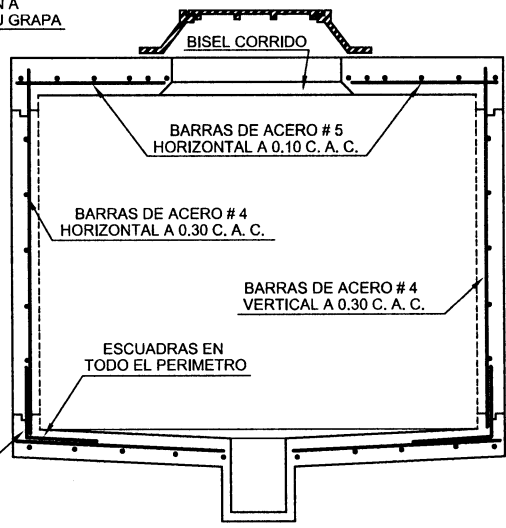 N A
U GRAPA
BISEL CORRIDO
BARRAS DE ACERO # 5
HORIZONTAL A 0.10 C. A. C.
BARRAS DE ACERO # 4
HORIZONTAL A 0.30 C. A. C.
BARRAS DE ACERO # 4
VERTICAL A 0.30 C. A. C.
ESCUADRAS EN
TODO EL PERIMETRO